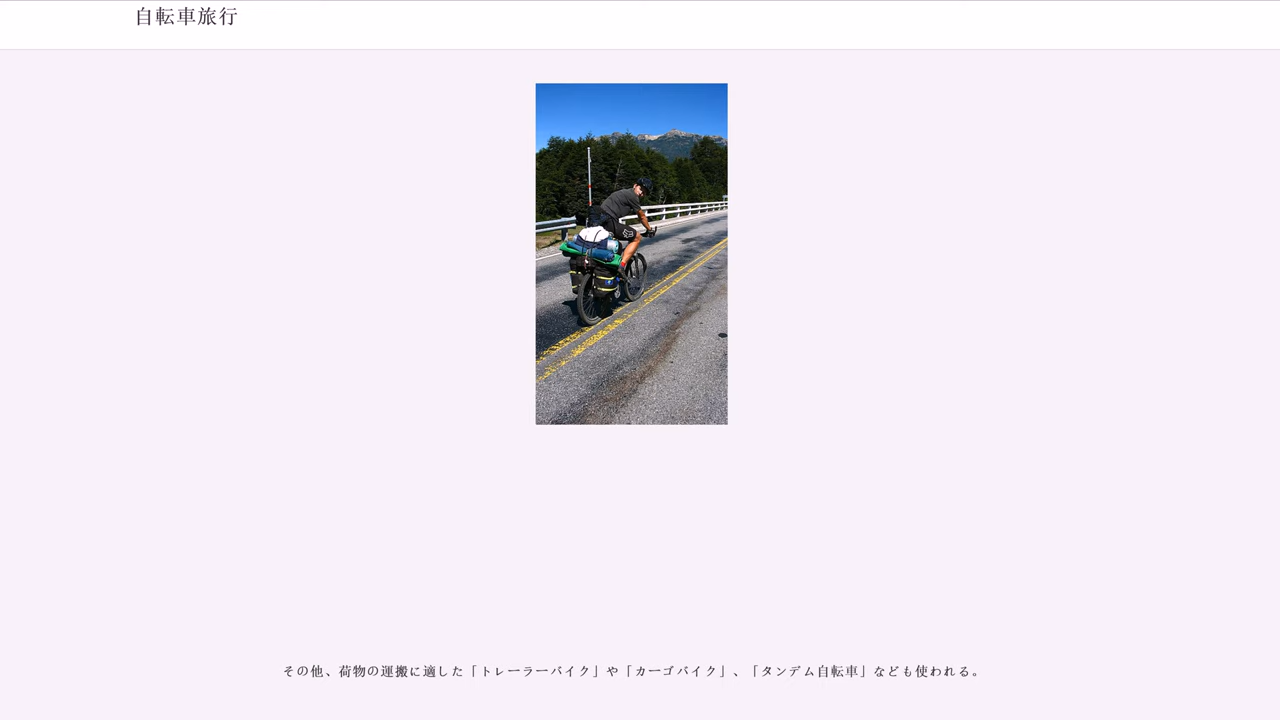 自転車旅行
その他、荷物の運搬に適した「トレーラーバイク」や「カーゴバイク」、「タンデム自転車」なども使われる。